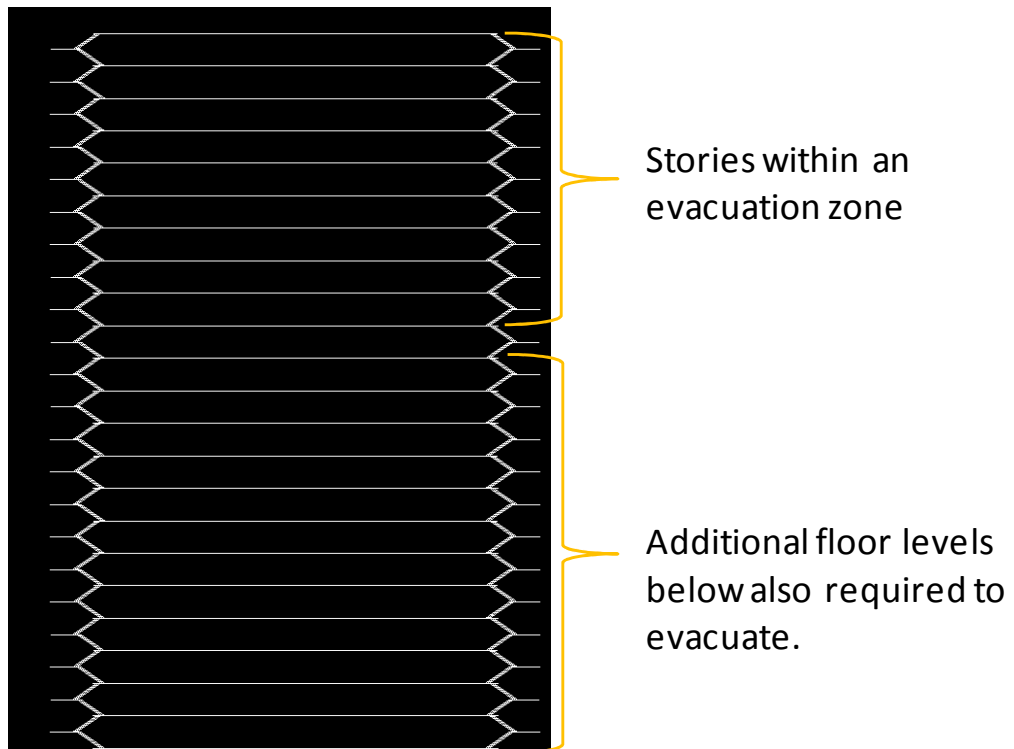 Stories within an
evacuation zone
Additional floor levels
below also required to
evacuate.